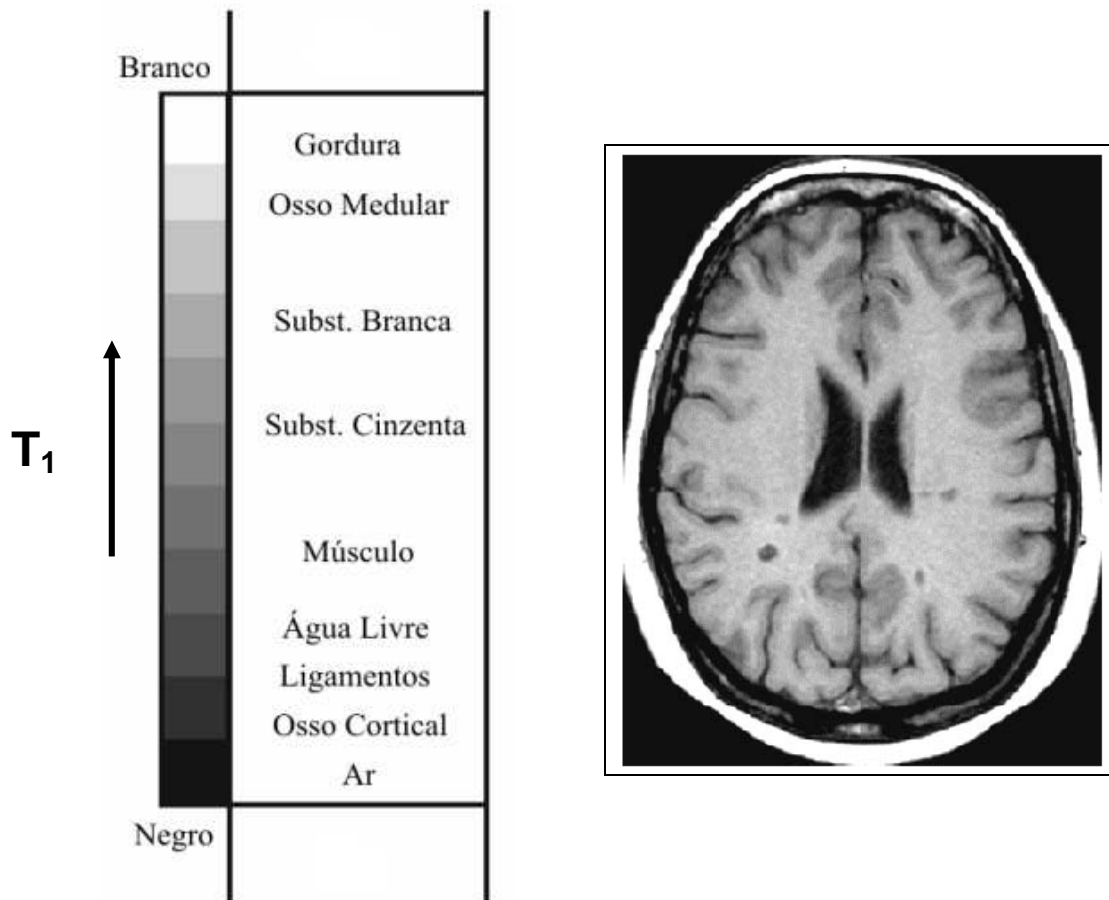 Branco
Gordura
Osso Medular
Subst. Branca
Subst. Cinzenta
T₁
Músculo
Água Livre
Ligamentos
Osso Cortical
Ar
Negro